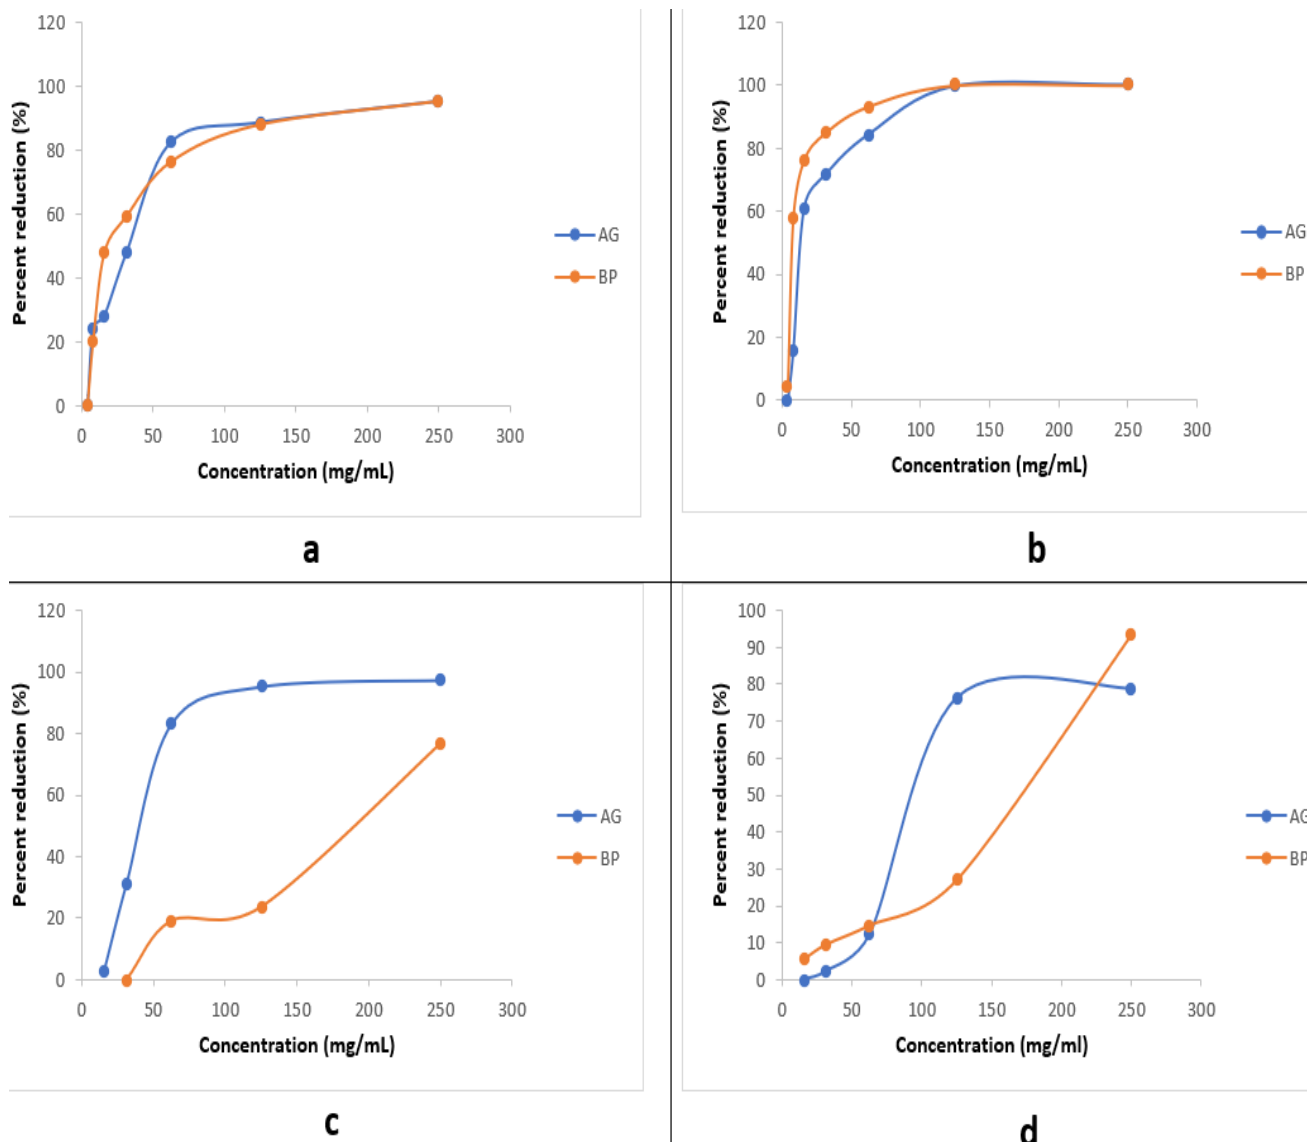 120
100
80
60
40
20
0
0 50 100 150 200 250 300
Percent reduction (%)
Concentration (mg/mL)
AG
BP
a
120
100
80
60
40
20
0
0 50 100 150 200 250 300
Percent reduction (%)
Concentration (mg/mL)
AG
BP
b
120
100
80
60
40
20
0
0 50 100 150 200 250 300
Percent reduction (%)
Concentration (mg/mL)
AG
BP
c
100
90
80
70
60
50
40
30
20
10
0
0 50 100 150 200 250 300
Percent reduction (%)
Concentration (mg/ml)
AG
BP
d